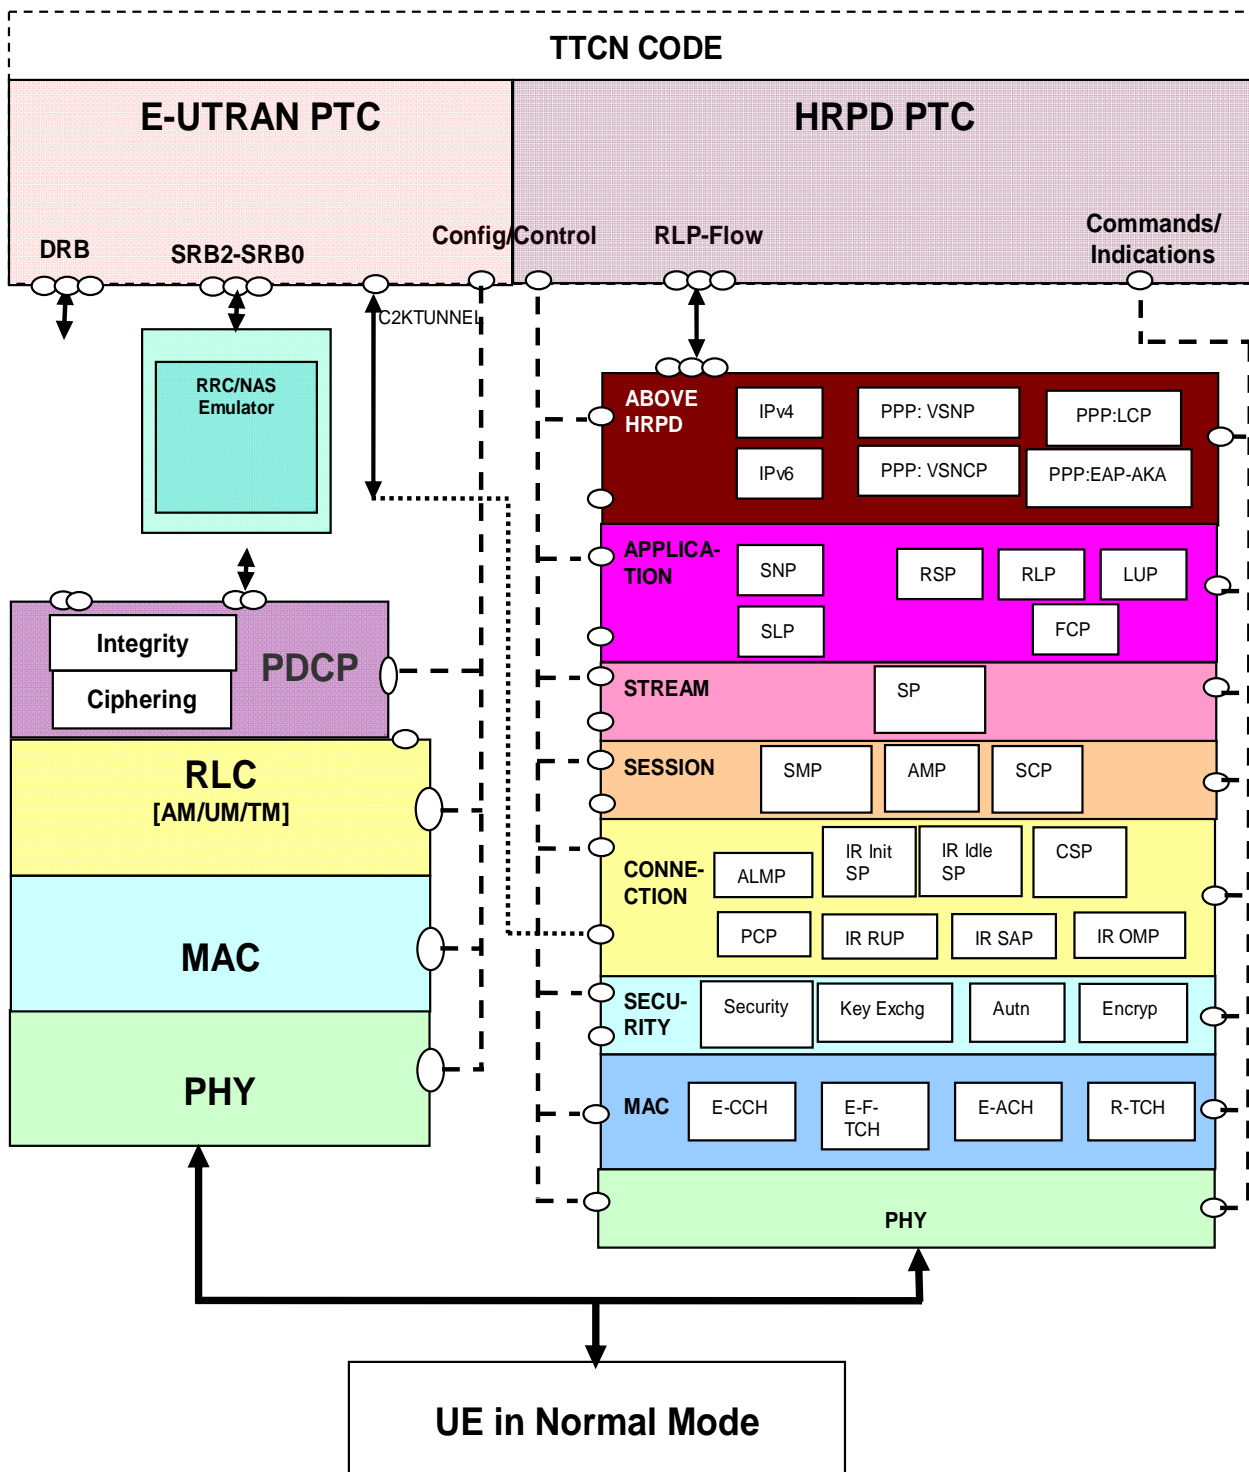 TTCN CODE
E-UTRAN PTC
HRPD PTC
DRB
SRB2-SRB0
Config/Control
RLP-Flow
Commands/
Indications
C2KTUNNEL
RRC/NAS
Emulator
Integrity
Ciphering
PDCP
RLC
[AM/UM/TM]
MAC
PHY
ABOVE
HRPD
IPv4
PPP: VSNP
PPP:LCP
IPv6
PPP: VSNCP
PPP:EAP-AKA
APPLICA-
TION
SNP
RSP
RLP
LUP
SLP
FCP
STREAM
SP
SESSION
SMP
AMP
SCP
CONNE-
CTION
ALMP
IR Init
SP
IR Idle
SP
CSP
PCP
IR RUP
IR SAP
IR OMP
SECU-
RITY
Security
Key Exchg
Autn
Encryp
MAC
E-CCH
E-F-
TCH
E-ACH
R-TCH
PHY
UE in Normal Mode